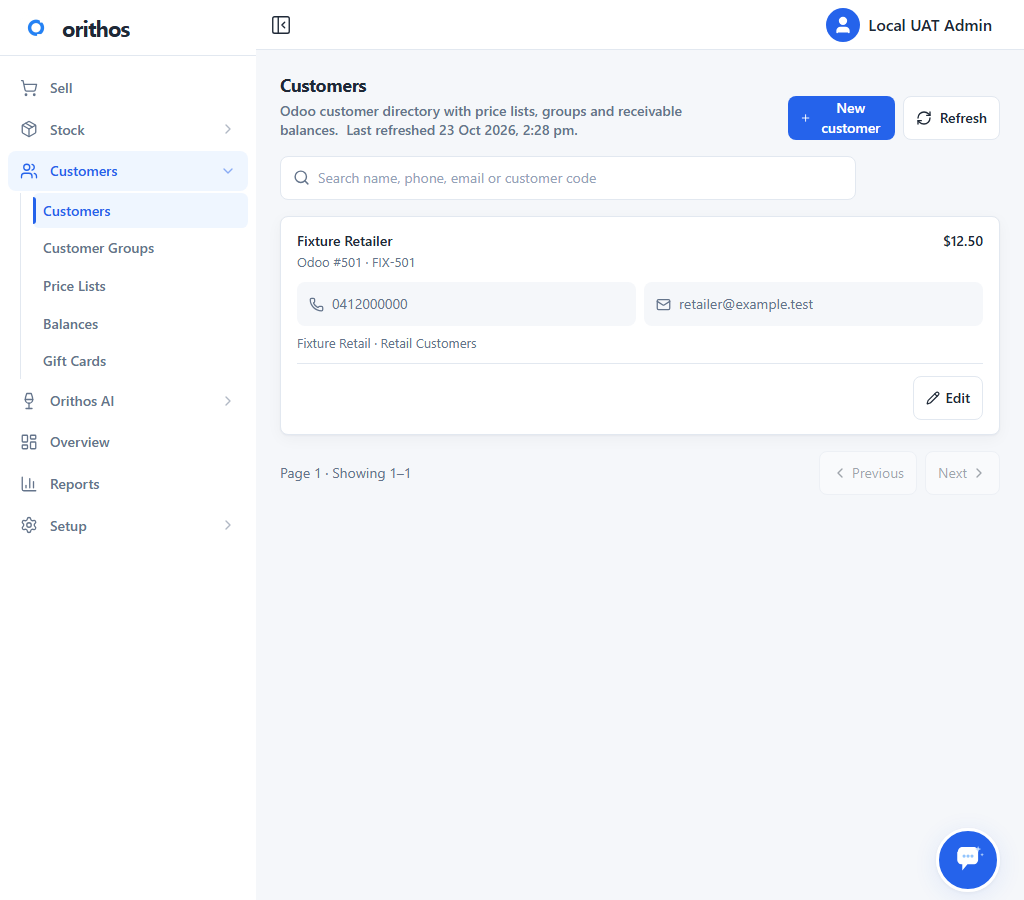 orithos
Local UAT Admin
Sell
Stock
Customers
Customers
Customer Groups
Price Lists
Balances
Gift Cards
Orithos AI
Overview
Reports
Setup
Customers
Odoo customer directory with price lists, groups and receivable
balances.  Last refreshed 23 Oct 2026, 2:28 pm.
New
customer
Refresh
Search name, phone, email or customer code
Fixture Retailer
$12.50
Odoo #501 · FIX-501
0412000000
retailer@example.test
Fixture Retail · Retail Customers
Edit
Page 1 · Showing 1–1
Previous
Next